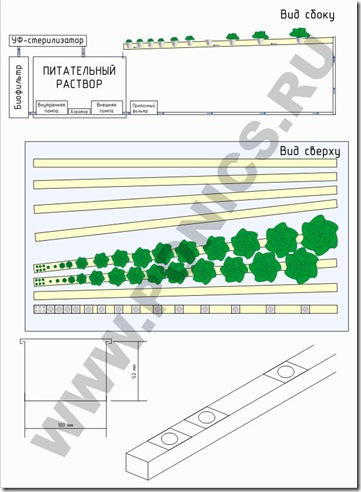 Вид сбоку
УФ-стерилизатор
Биофильтр
ПИТАТЕЛЬНЫЙ
РАСТВОР
Внутренняя
помпа
Аэратор
Внешняя
помпа
Проточный
фильтр
Вид сверху
52 мм
100 мм
WWW.PONICS.RU